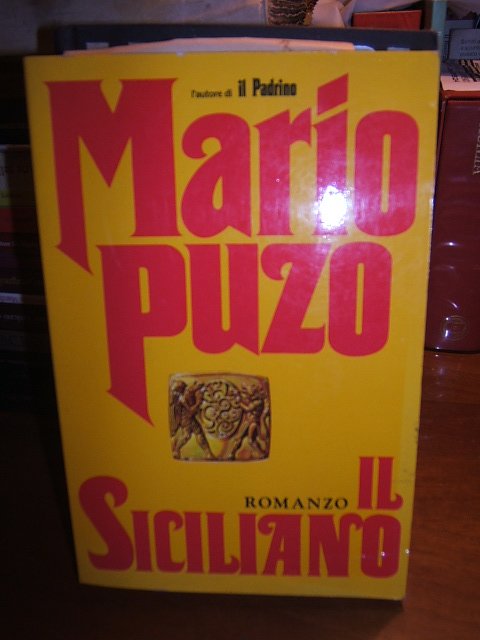 l'autore di il Padrino
Mario
PUZO
ROMANZO IL
SICILIANO